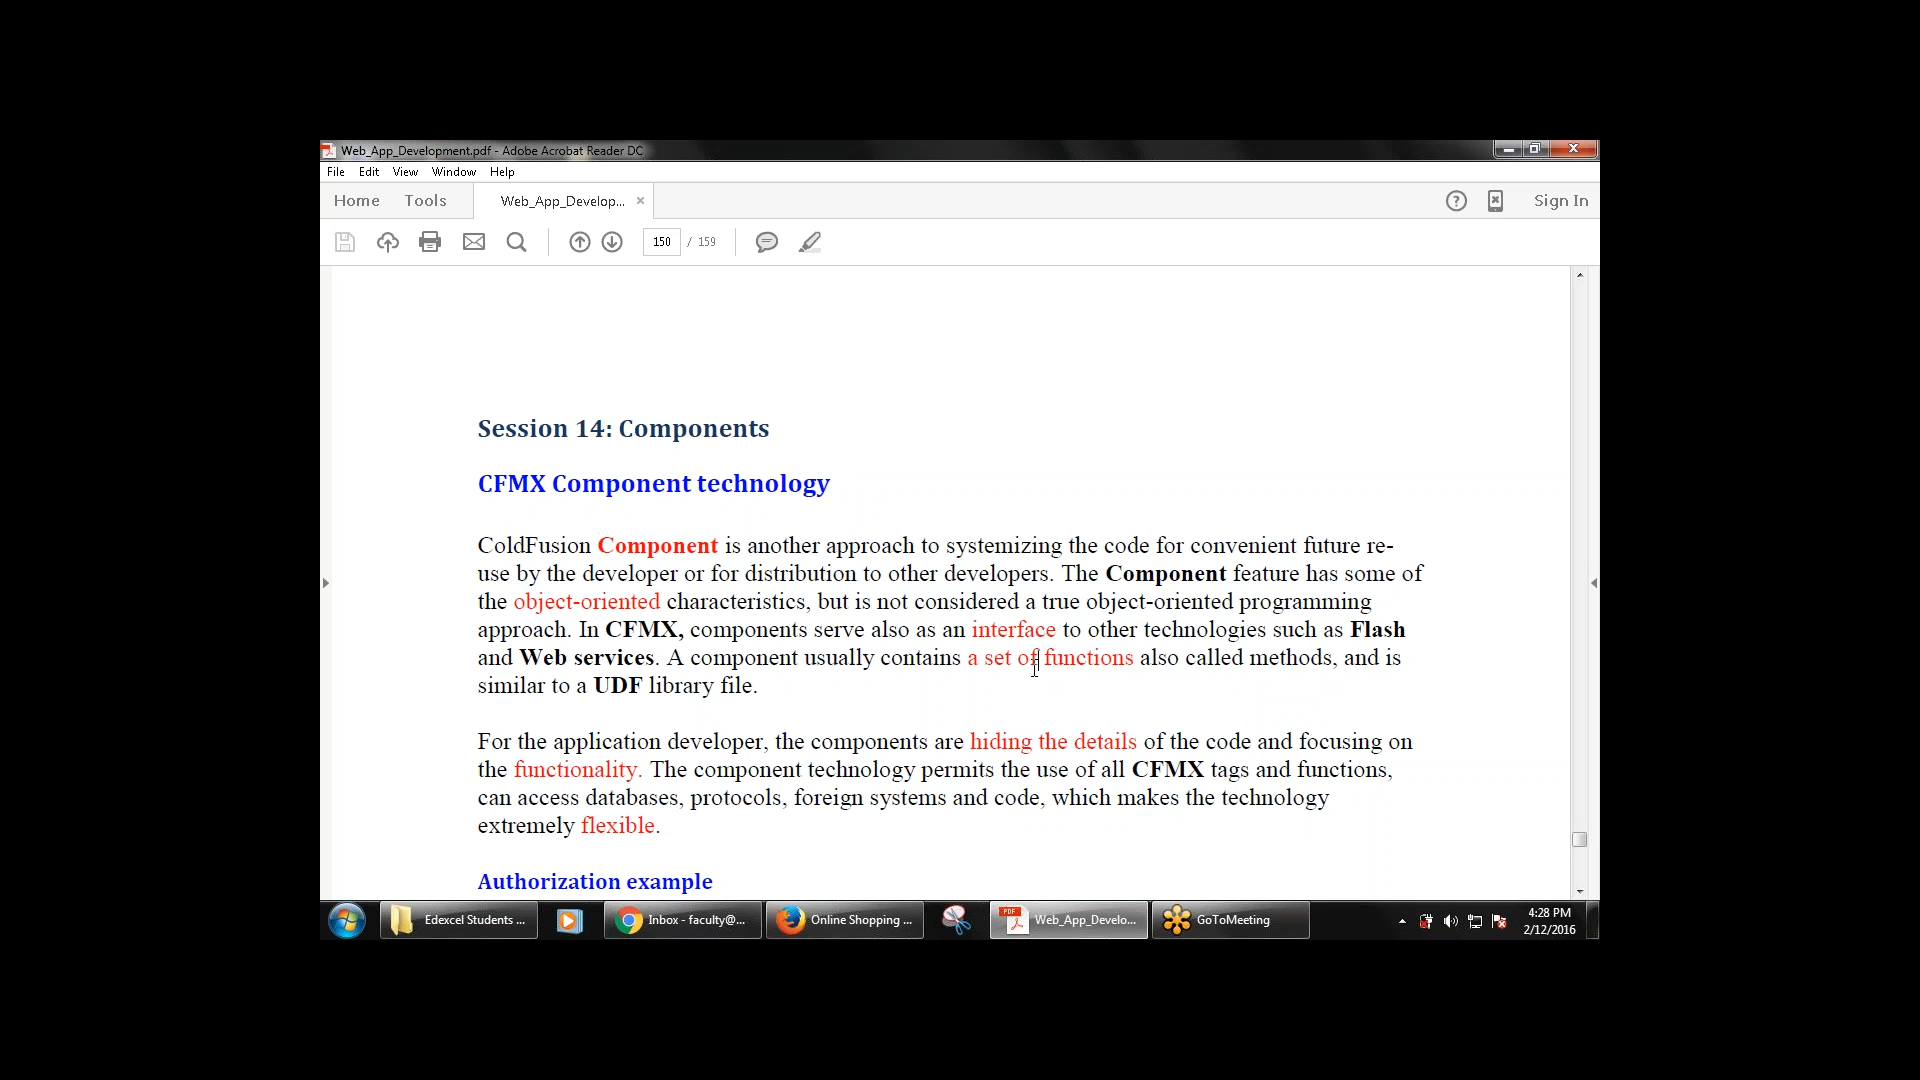 Web_App_Development.pdf - Adobe Acrobat Reader DC
File Edit View Window Help
Home Tools Web_App_Develop... × Sign In
150 / 159
Session 14: Components
CFMX Component technology
ColdFusion Component is another approach to systemizing the code for convenient future re-
use by the developer or for distribution to other developers. The Component feature has some of
the object-oriented characteristics, but is not considered a true object-oriented programming
approach. In CFMX, components serve also as an interface to other technologies such as Flash
and Web services. A component usually contains a set of functions also called methods, and is
similar to a UDF library file.
For the application developer, the components are hiding the details of the code and focusing on
the functionality. The component technology permits the use of all CFMX tags and functions,
can access databases, protocols, foreign systems and code, which makes the technology
extremely flexible.
Authorization example
Edexcel Students ... Inbox - faculty@... Online Shopping ... PDF Web_App_Develo... GoToMeeting
4:28 PM
2/12/2016